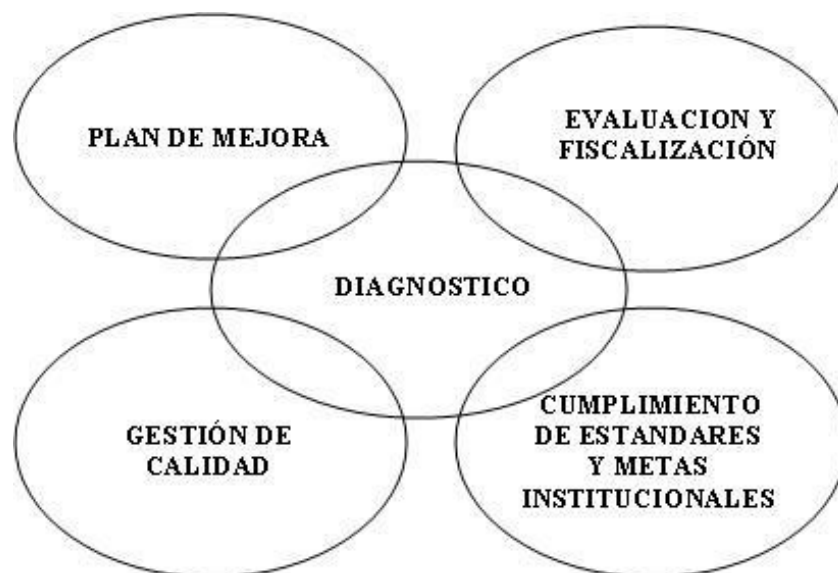 PLAN DE MEJORA
EVALUACION Y
FISCALIZACIÓN
DIAGNOSTICO
GESTIÓN DE
CALIDAD
CUMPLIMIENTO
DE ESTANDARES
Y METAS
INSTITUCIONALES